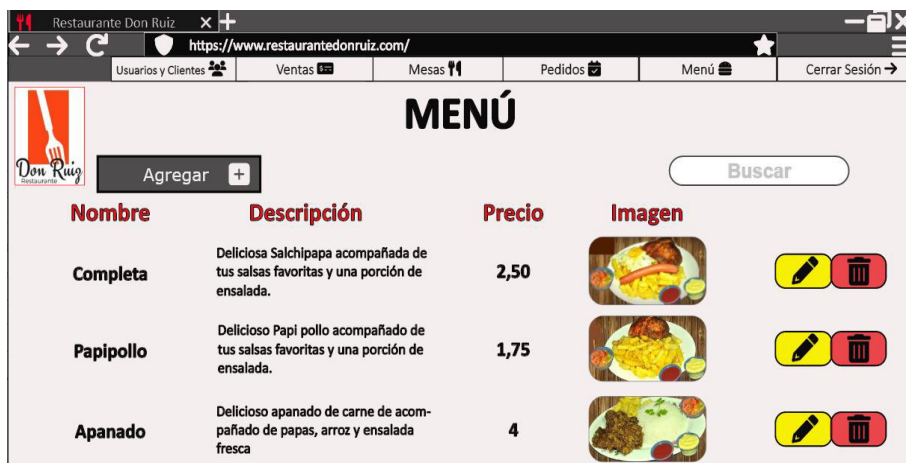 Restaurante Don Ruiz
https://www.restaurantedonruiz.com/
Usuarios y Clientes Ventas Mesas Pedidos Menú Cerrar Sesión
MENÚ
Don Ruiz
Restaurante
Agregar
Buscar
Nombre Descripción Precio Imagen
Deliciosa Salchipapa acompañada de
Completa tus salsas favoritas y una porción de 2,50
ensalada.
Delicioso Papi pollo acompañado de
Papipollo tus salsas favoritas y una porción de 1,75
ensalada.
Delicioso apanado de carne de acom-
Apanado pañado de papas, arroz y ensalada 4
fresca